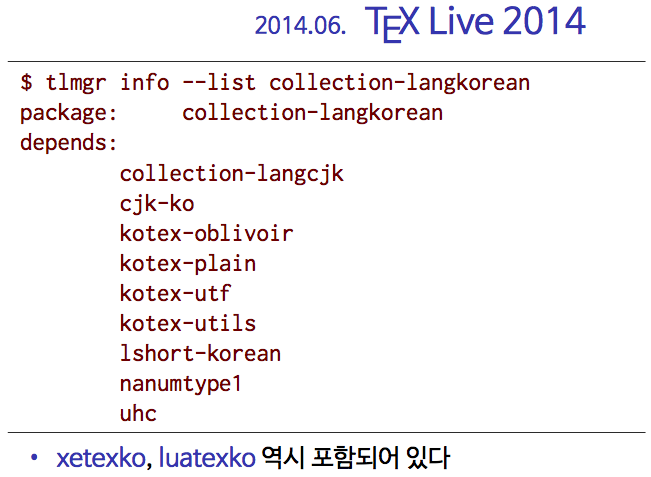 2014.06. TEX Live 2014
$ tlmgr info --list collection-langkorean
package: collection-langkorean
depends:
collection-langcjk
cjk-ko
kotex-oblivoir
kotex-plain
kotex-utf
kotex-utils
lshort-korean
nanumtype1
uhc
• xetexko, luatexko 역시 포함되어 있다